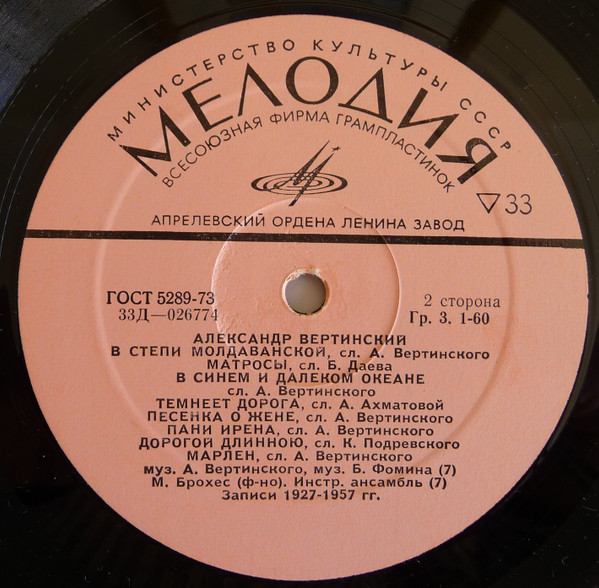 МИНИСТЕРСТВО КУЛЬТУРЫ СССР
МЕЛОДИЯ
ВСЕСОЮЗНАЯ ФИРМА ГРАМПЛАСТИНОК
33
АПРЕЛЕВСКИЙ ОРДЕНА ЛЕНИНА ЗАВОД
ГОСТ 5289-73
33Д—026774
2 сторона
Гр. 3. 1-60
АЛЕКСАНДР ВЕРТИНСКИЙ
В СТЕПИ МОЛДАВАНСКОЙ, сл. А. Вертинского
МАТРОСЫ, сл. Б. Даева
В СИНЕМ И ДАЛЕКОМ ОКЕАНЕ
сл. А. Вертинского
ТЕМНЕЕТ ДОРОГА, сл. А. Ахматовой
ПЕСЕНКА О ЖЕНЕ, сл. А. Вертинского
ПАНИ ИРЕНА, сл. А. Вертинского
ДОРОГОЙ ДЛИННОЮ, сл. К. Подревского
МАРЛЕН, сл. А. Вертинского
муз. А. Вертинского, муз. Б. Фомина (7)
М. Брохес (ф-но). Инстр. ансамбль (7)
Записи 1927-1957 гг.